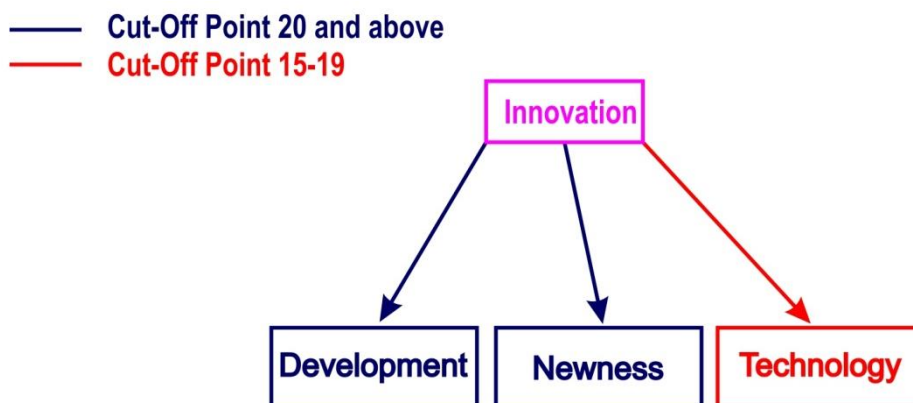 Cut-Off Point 20 and above
Cut-Off Point 15-19
Innovation
Development
Newness
Technology